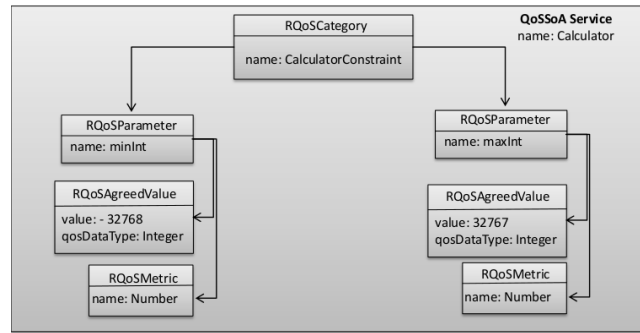 RQoSCategory
name: CalculatorConstraint
QoSSoA Service
name: Calculator
RQoSParameter
name: minInt
RQoSAgreedValue
value: - 32768
qosDataType: Integer
RQoSMetric
name: Number
RQoSParameter
name: maxInt
RQoSAgreedValue
value: 32767
qosDataType: Integer
RQoSMetric
name: Number